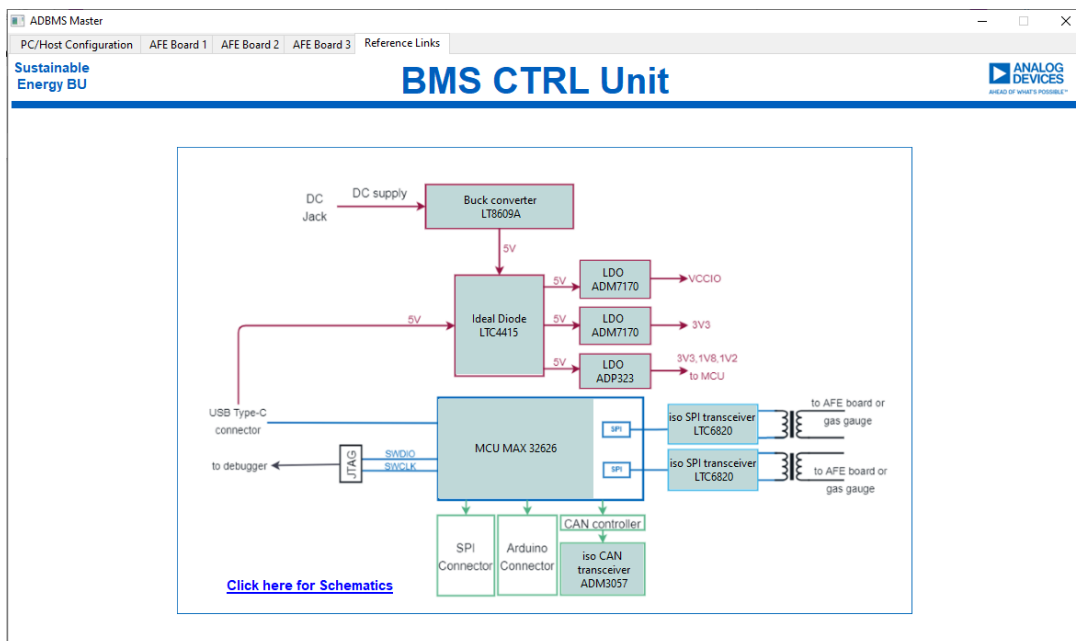 ADBMS Master
PC/Host Configuration
AFE Board 1
AFE Board 2
AFE Board 3
Reference Links
Sustainable
Energy BU
BMS CTRL Unit
ANALOG
DEVICES
AHEAD OF WHAT'S POSSIBLE™
DC
Jack
DC supply
Buck converter
LT8609A
5V
Ideal Diode
LTC4415
5V
5V
LDO
ADM7170
VCCIO
5V
LDO
ADM7170
3V3
5V
LDO
ADP323
3V3,1V8,1V2
to MCU
USB Type-C
connector
MCU MAX 32626
SPI
SPI
iso SPI transceiver
LTC6820
to AFE board or
gas gauge
iso SPI transceiver
LTC6820
to AFE board or
gas gauge
to debugger
JTAG
SWDIO
SWCLK
SPI
Connector
Arduino
Connector
CAN controller
iso CAN
transceiver
ADM3057
Click here for Schematics